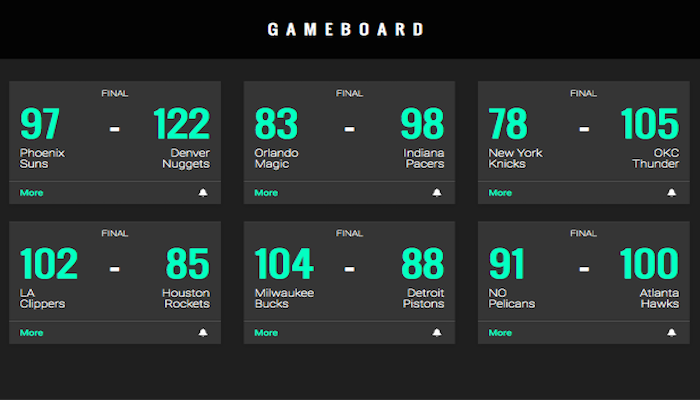 GAMEBOARD
FINAL
97 - 122
Phoenix Suns
Denver Nuggets
More
FINAL
83 - 98
Orlando Magic
Indiana Pacers
More
FINAL
78 - 105
New York Knicks
OKC Thunder
More
FINAL
102 - 85
LA Clippers
Houston Rockets
More
FINAL
104 - 88
Milwaukee Bucks
Detroit Pistons
More
FINAL
91 - 100
NO Pelicans
Atlanta Hawks
More